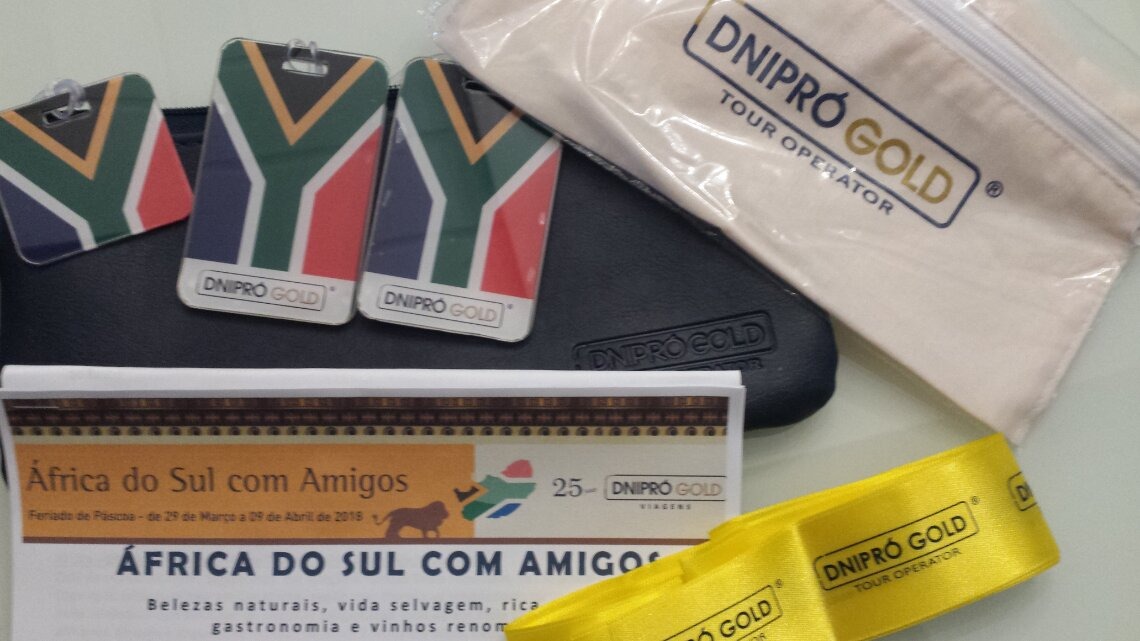 DNIPRÓ GOLD ®
TOUR OPERATOR
DNIPRÓ GOLD
DNIPRÓ GOLD
DNIPRÓ GOLD
África do Sul com Amigos
Feriado de Páscoa - de 29 de Março a 09 de Abril de 2018
25
DNIPRÓ GOLD
VIAGENS
ÁFRICA DO SUL COM AMIGOS
Belezas naturais, vida selvagem, rica
gastronomia e vinhos
DNIPRÓ GOLD
TOUR OPERATOR